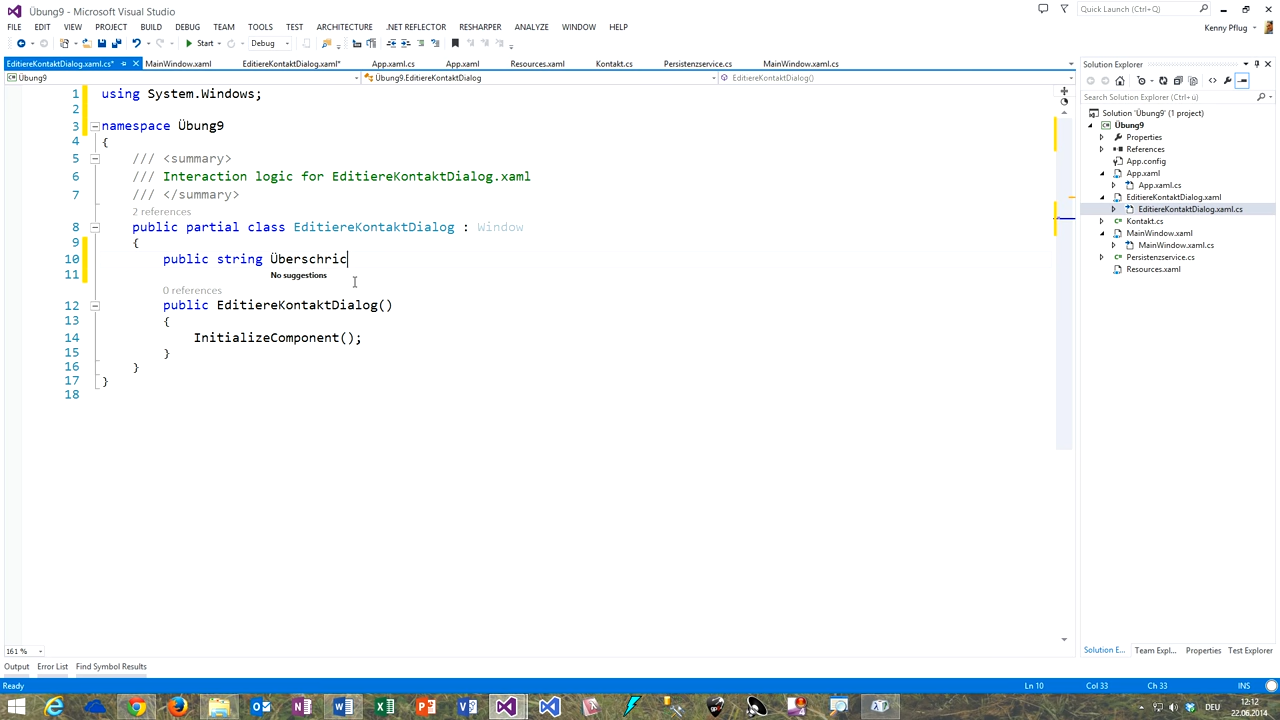 Übung9 - Microsoft Visual Studio
Quick Launch (Ctrl+Q)
FILE EDIT VIEW PROJECT BUILD DEBUG TEAM TOOLS TEST ARCHITECTURE .NET REFLECTOR RESHARPER ANALYZE WINDOW HELP
Kenny Pflug
Start Debug
EditiereKontaktDialog.xaml.cs* MainWindow.xaml EditiereKontaktDialog.xaml* App.xaml.cs App.xaml Resources.xaml Kontakt.cs Persistenzservice.cs MainWindow.xaml.cs
Übung9 Übung9.EditiereKontaktDialog EditiereKontaktDialog()
1 using System.Windows;
2
3 namespace Übung9
4 {
5 /// <summary>
6 /// Interaction logic for EditiereKontaktDialog.xaml
7 /// </summary>
2 references
8 public partial class EditiereKontaktDialog : Window
9 {
10 public string Überschric
No suggestions
11
0 references
12 public EditiereKontaktDialog()
13 {
14 InitializeComponent();
15 }
16 }
17 }
18
161 %
Solution Explorer
Search Solution Explorer (Ctrl+ü)
Solution 'Übung9' (1 project)
Übung9
Properties
References
App.config
App.xaml
App.xaml.cs
EditiereKontaktDialog.xaml
EditiereKontaktDialog.xaml.cs
Kontakt.cs
MainWindow.xaml
MainWindow.xaml.cs
Persistenzservice.cs
Resources.xaml
Solution E... Team Expl... Properties Test Explorer
Output Error List Find Symbol Results
Ready Ln 10 Col 33 Ch 33 INS
DEU
12:12
22.06.2014